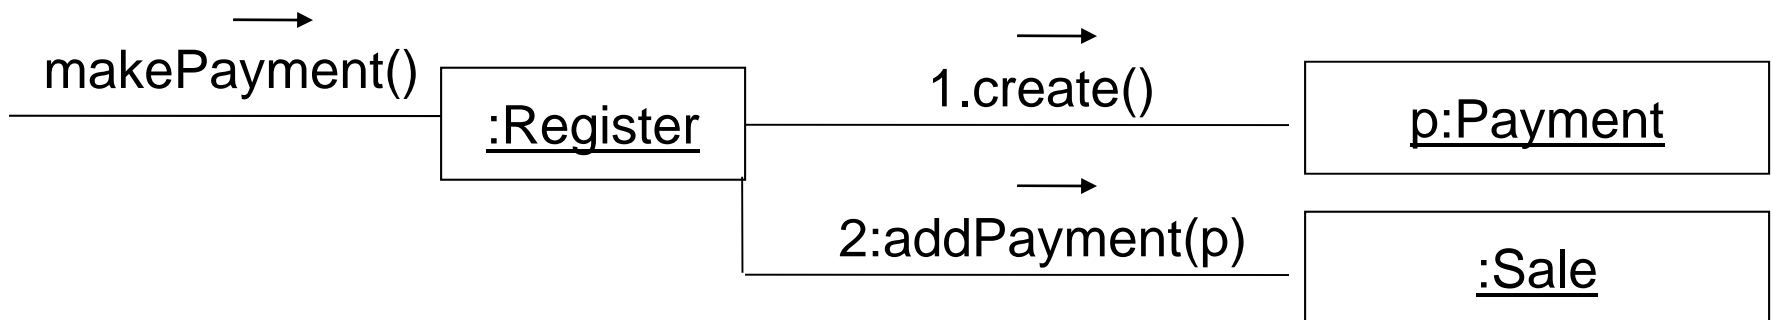 makePayment()
:Register
1.create()
p:Payment
2:addPayment(p)
:Sale